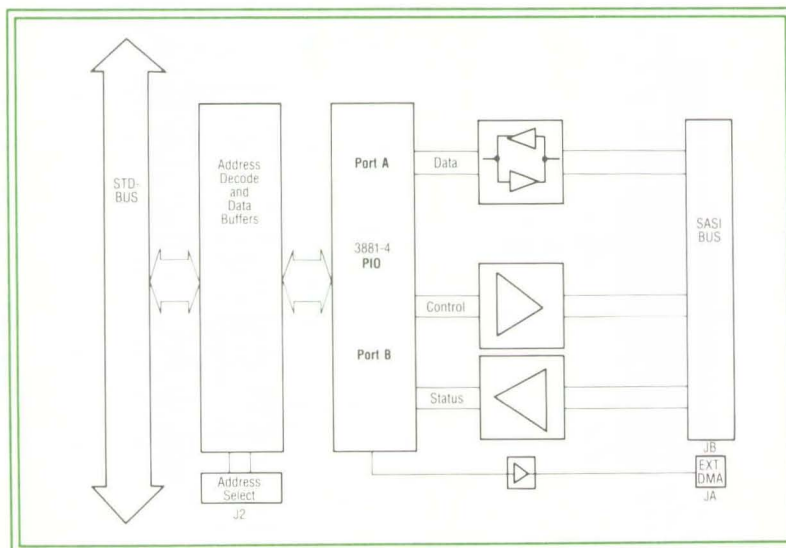 STD-
BUS
Address
Decode
and
Data
Buffers
Address
Select
J2
Port A
3881-4
PIO
Port B
Data
Control
Status
SASI
BUS
JB
EXT
DMA
JA